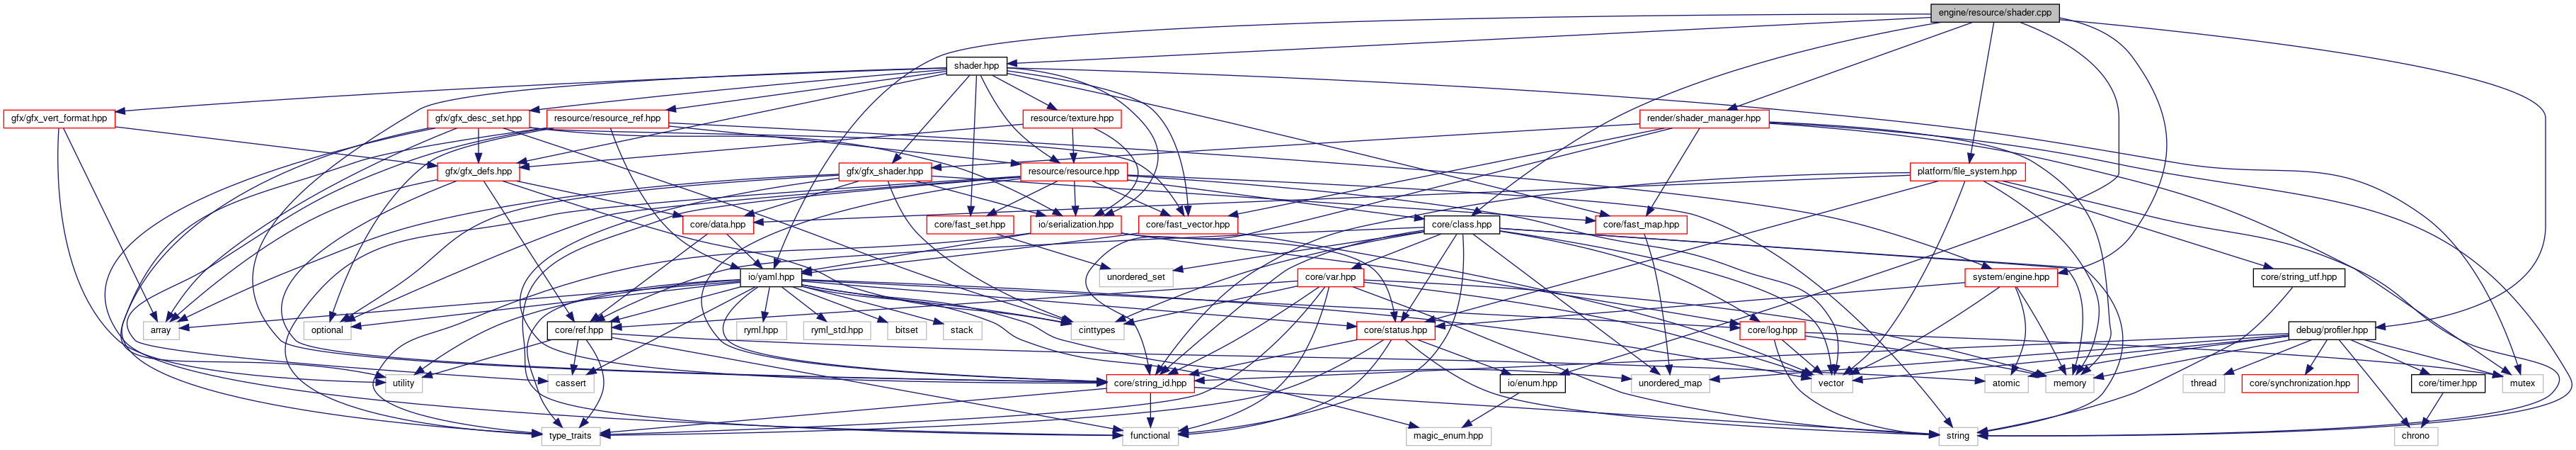 engine/resource/shader.cpp
shader.hpp
gfx/gfx_vert_format.hpp
gfx/gfx_desc_set.hpp
resource/resource_ref.hpp
resource/texture.hpp
render/shader_manager.hpp
gfx/gfx_defs.hpp
gfx/gfx_shader.hpp
resource/resource.hpp
platform/file_system.hpp
core/data.hpp
core/fast_set.hpp
io/serialization.hpp
core/fast_vector.hpp
core/class.hpp
core/fast_map.hpp
io/yaml.hpp
unordered_set
core/var.hpp
system/engine.hpp
core/string_utf.hpp
array
optional
core/ref.hpp
ryml.hpp
ryml_std.hpp
bitset
stack
cinttypes
core/status.hpp
core/log.hpp
debug/profiler.hpp
utility
cassert
core/string_id.hpp
io/enum.hpp
unordered_map
vector
atomic
memory
thread
core/synchronization.hpp
core/timer.hpp
mutex
type_traits
functional
magic_enum.hpp
string
chrono